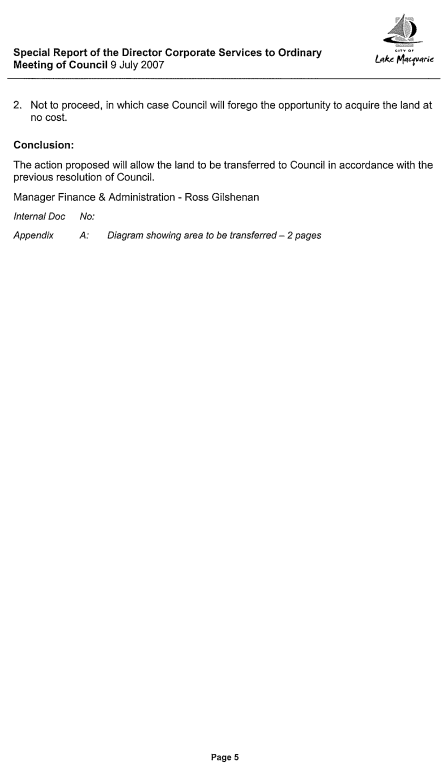 Special Report of the Director Corporate Services to Ordinary
Meeting of Council 9 July 2007
CITY OF
Lake Macquarie
2. Not to proceed, in which case Council will forego the opportunity to acquire the land at
no cost.
Conclusion:
The action proposed will allow the land to be transferred to Council in accordance with the
previous resolution of Council.
Manager Finance & Administration - Ross Gilshenan
Internal Doc No:
Appendix A: Diagram showing area to be transferred – 2 pages
Page 5